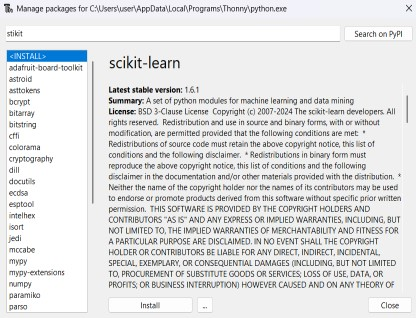 Manage packages for C:\Users\user\AppData\Local\Programs\Thonny\python.exe
stikit
Search on PyPI
<INSTALL>
adafruit-board-toolkit
astroid
asttokens
bcrypt
bitarray
bitstring
cffi
colorama
cryptography
dill
docutils
ecdsa
esptool
intelhex
isort
jedi
mccabe
mypy
mypy-extensions
numpy
paramiko
parso
scikit-learn
Latest stable version: 1.6.1
Summary: A set of python modules for machine learning and data mining
License: BSD 3-Clause License Copyright (c) 2007-2024 The scikit-learn developers. All
rights reserved. Redistribution and use in source and binary forms, with or without
modification, are permitted provided that the following conditions are met: *
Redistributions of source code must retain the above copyright notice, this list of
conditions and the following disclaimer. * Redistributions in binary form must
reproduce the above copyright notice, this list of conditions and the following
disclaimer in the documentation and/or other materials provided with the distribution. *
Neither the name of the copyright holder nor the names of its contributors may be used
to endorse or promote products derived from this software without specific prior written
permission. THIS SOFTWARE IS PROVIDED BY THE COPYRIGHT HOLDERS AND
CONTRIBUTORS "AS IS" AND ANY EXPRESS OR IMPLIED WARRANTIES, INCLUDING, BUT
NOT LIMITED TO, THE IMPLIED WARRANTIES OF MERCHANTABILITY AND FITNESS FOR
A PARTICULAR PURPOSE ARE DISCLAIMED. IN NO EVENT SHALL THE COPYRIGHT
HOLDER OR CONTRIBUTORS BE LIABLE FOR ANY DIRECT, INDIRECT, INCIDENTAL,
SPECIAL, EXEMPLARY, OR CONSEQUENTIAL DAMAGES (INCLUDING, BUT NOT LIMITED
TO, PROCUREMENT OF SUBSTITUTE GOODS OR SERVICES; LOSS OF USE, DATA, OR
PROFITS; OR BUSINESS INTERRUPTION) HOWEVER CAUSED AND ON ANY THEORY OF
Install
...
Close